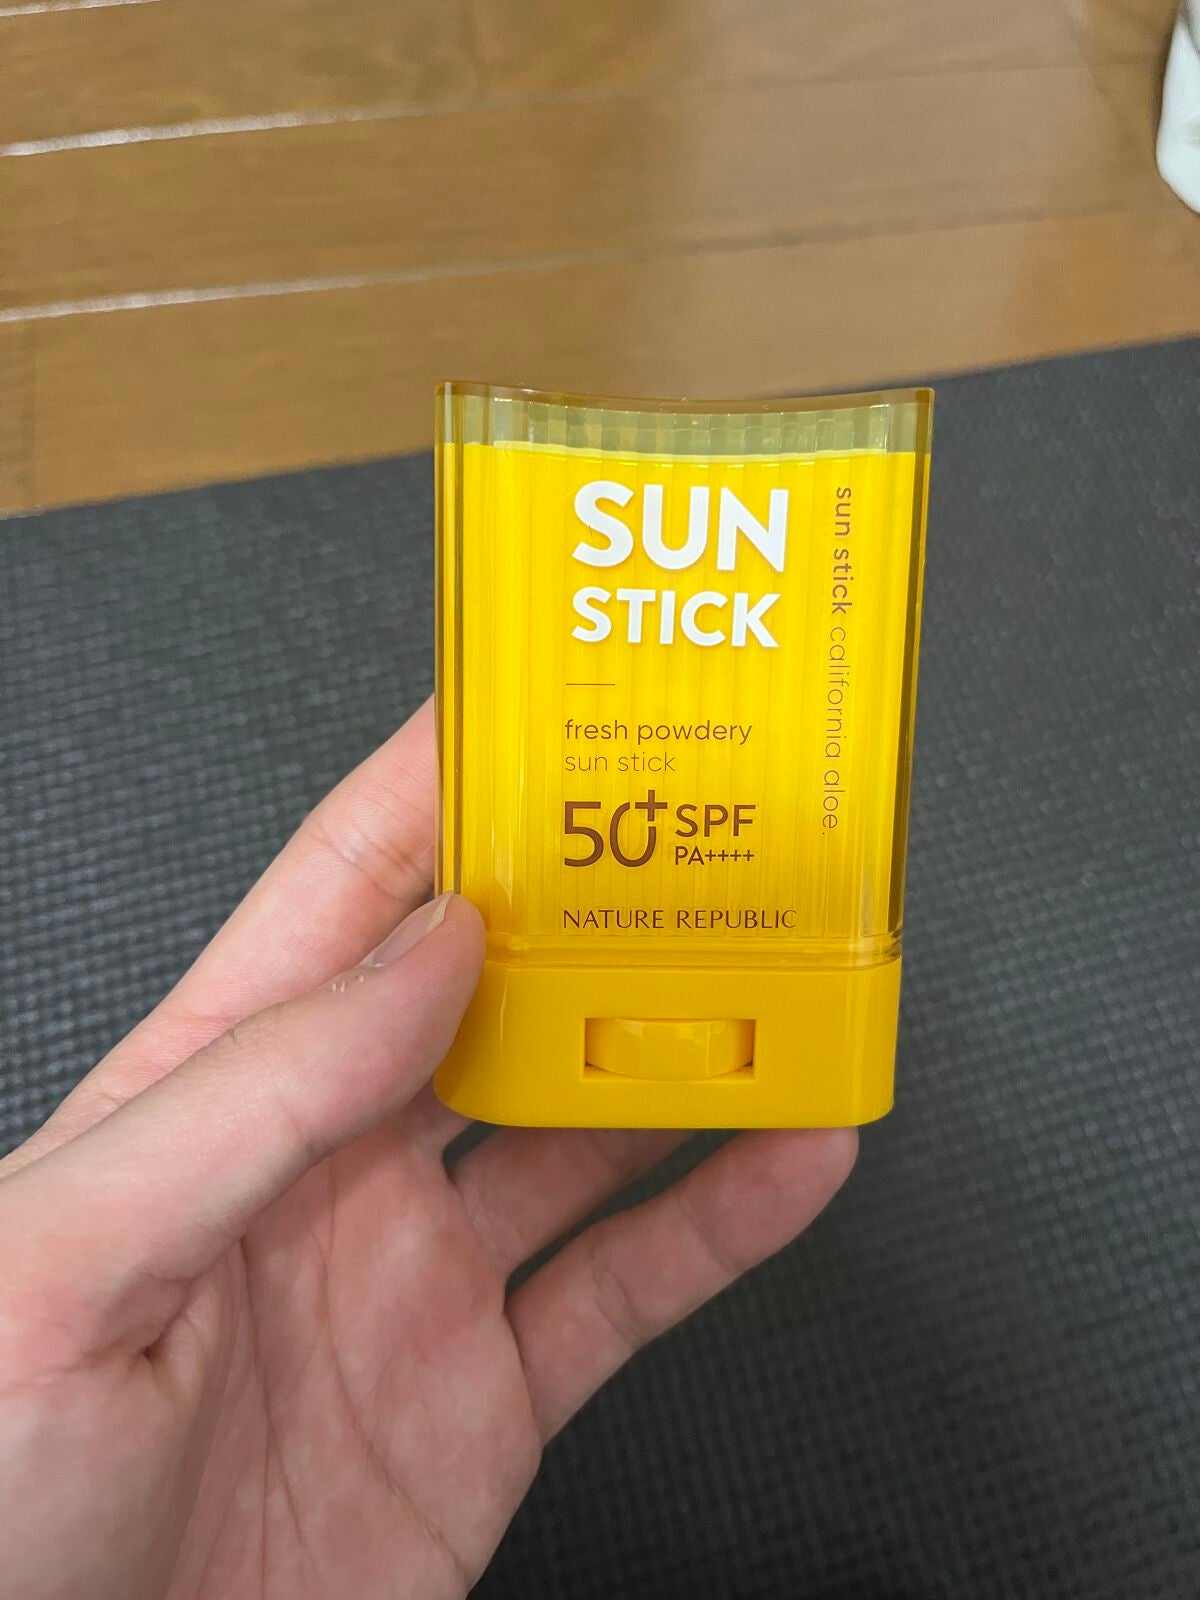 SUN
STICK
fresh powdery
sun stick
50+ SPF
PA++++
NATURE REPUBLIC
sun stick california aloe.